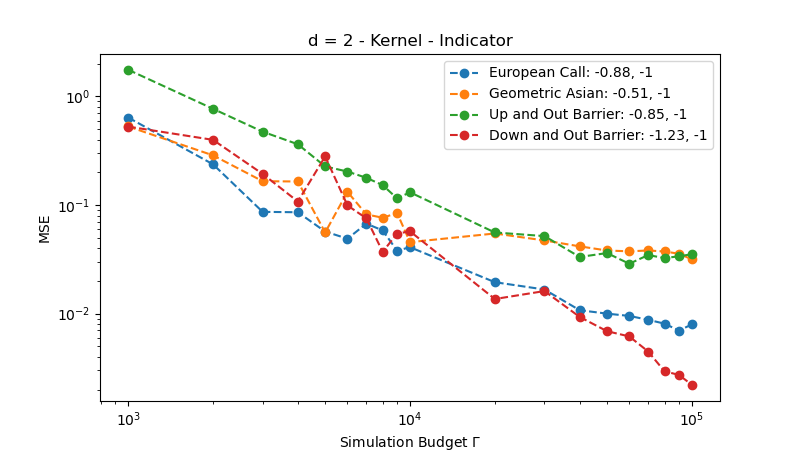 d = 2 - Kernel - Indicator
European Call: -0.88, -1
Geometric Asian: -0.51, -1
Up and Out Barrier: -0.85, -1
Down and Out Barrier: -1.23, -1
MSE
10⁰
10⁻¹
10⁻²
10³ 10⁴ 10⁵
Simulation Budget Γ